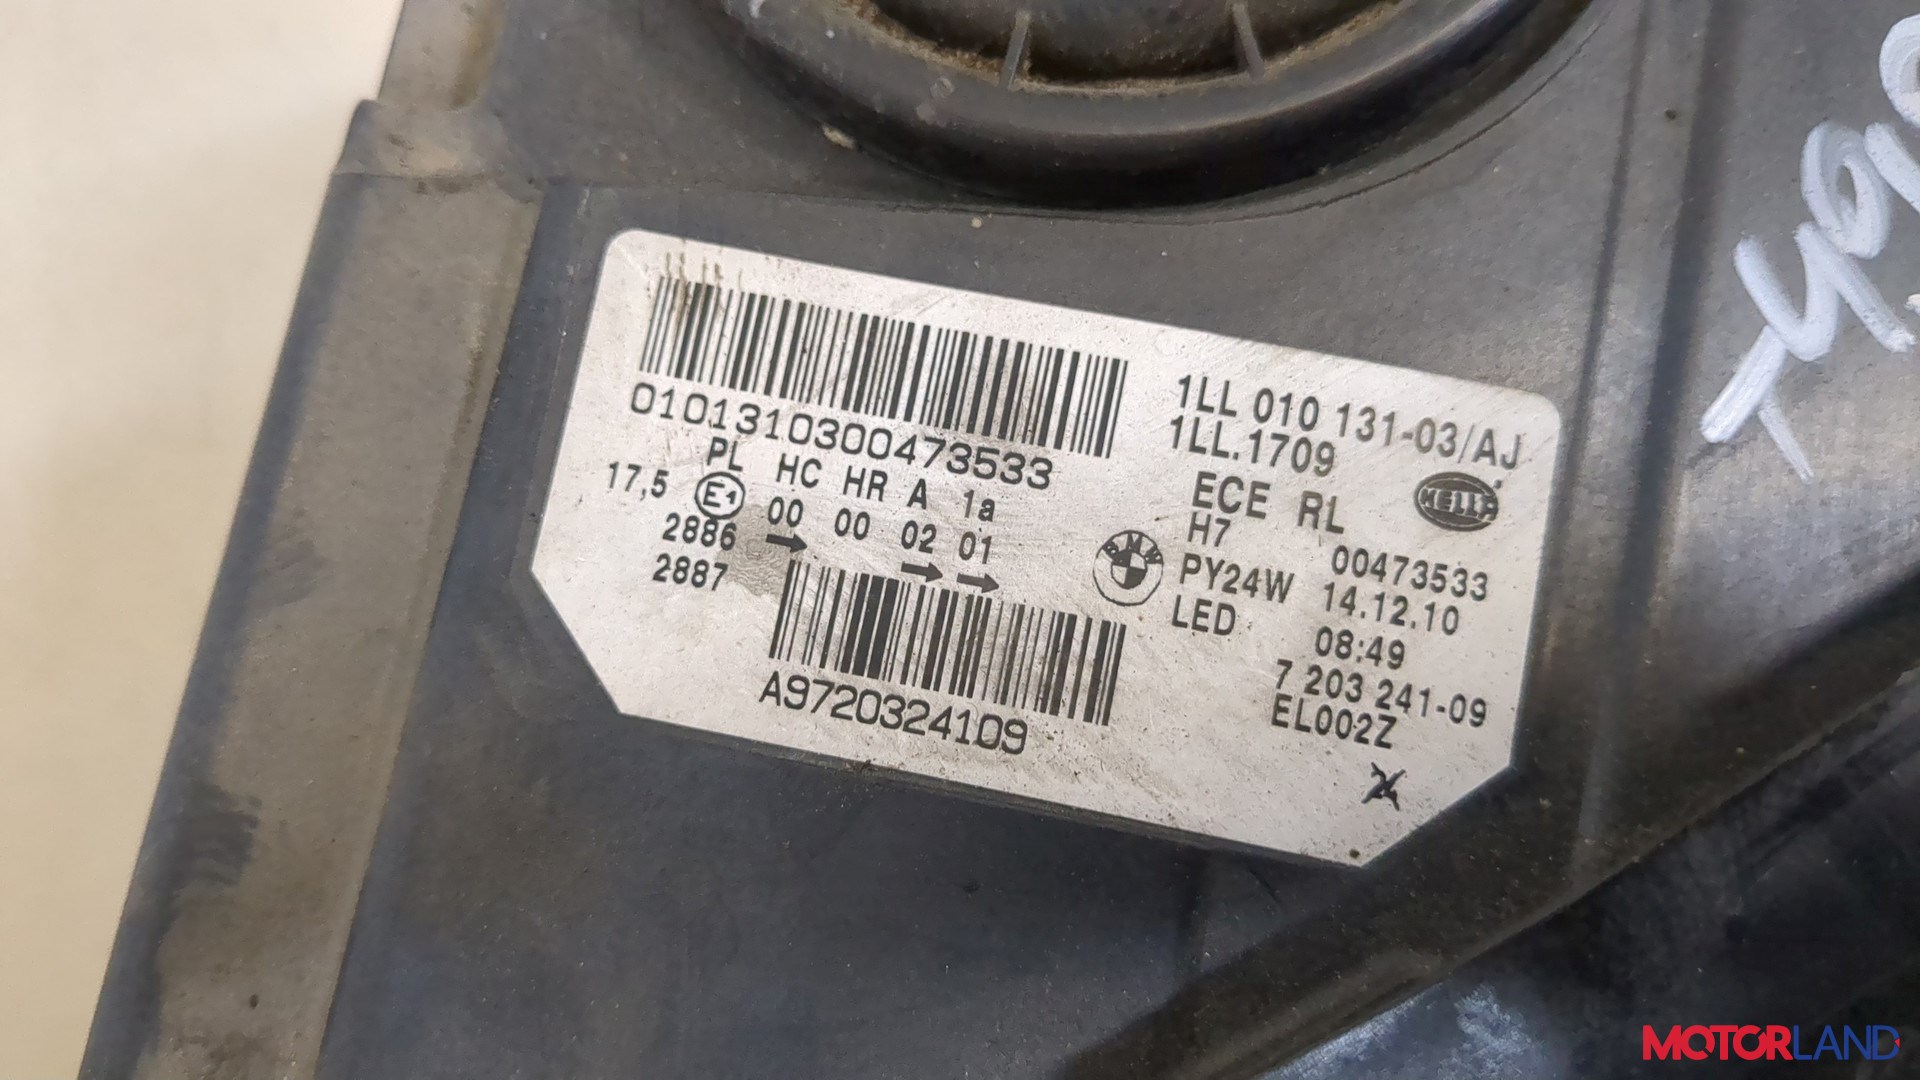 0101310300473533
1LL 010 131-03/AJ
1LL.1709
HELLA
PL HC HR A 1a
17,5 E1 00 00 02 01
2886
2887
ECE RL
H7 00473533
BMW
PY24W 14.12.10
LED 08:49
7 203 241-09
EL002Z
A9720324109
MOTORLAND